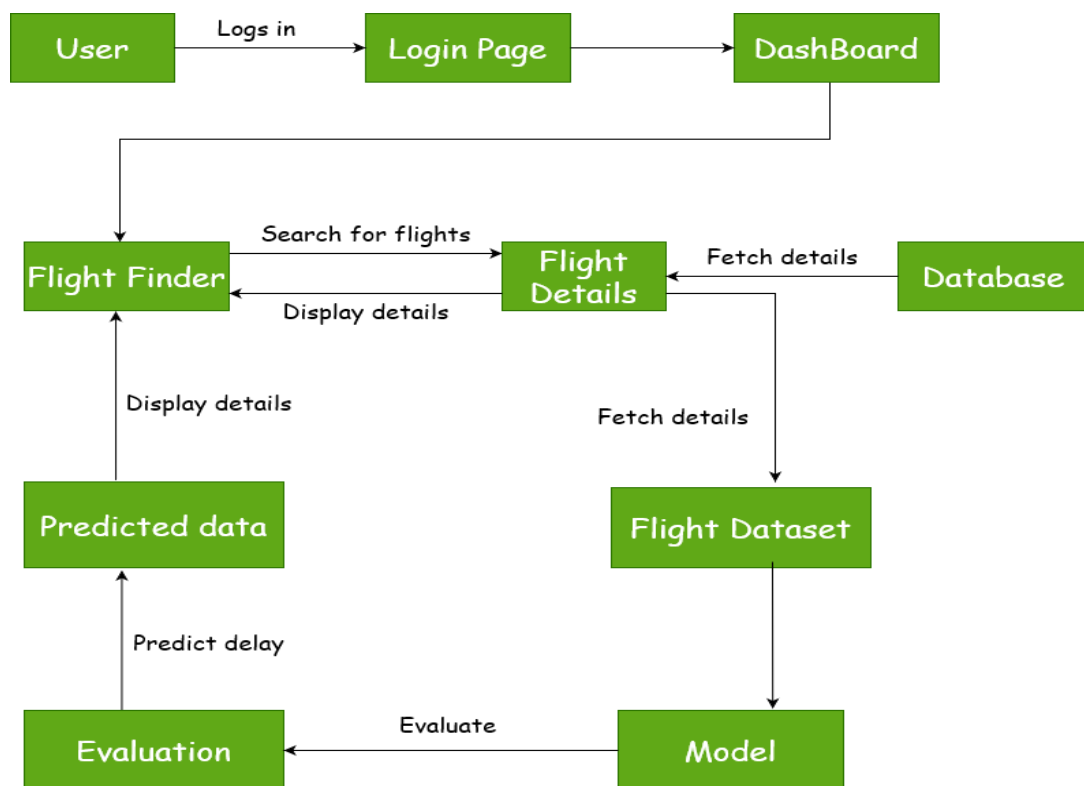 User
Logs in
Login Page
DashBoard
Flight Finder
Search for flights
Display details
Flight
Details
Fetch details
Database
Display details
Fetch details
Predicted data
Flight Dataset
Predict delay
Evaluation
Evaluate
Model